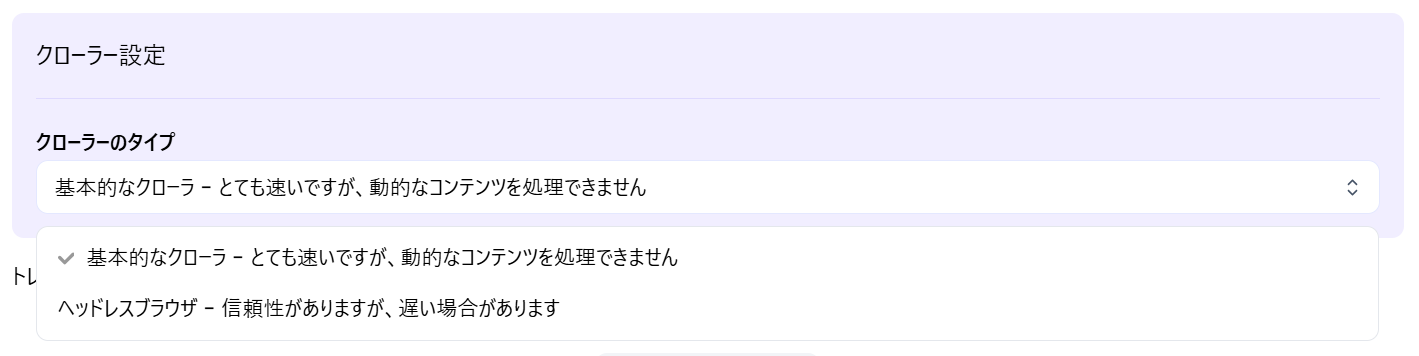 クローラー設定
クローラーのタイプ
基本的なクローラ – とても速いですが、動的なコンテンツを処理できません
基本的なクローラ – とても速いですが、動的なコンテンツを処理できません
トレ
ヘッドレスブラウザ – 信頼性がありますが、遅い場合があります